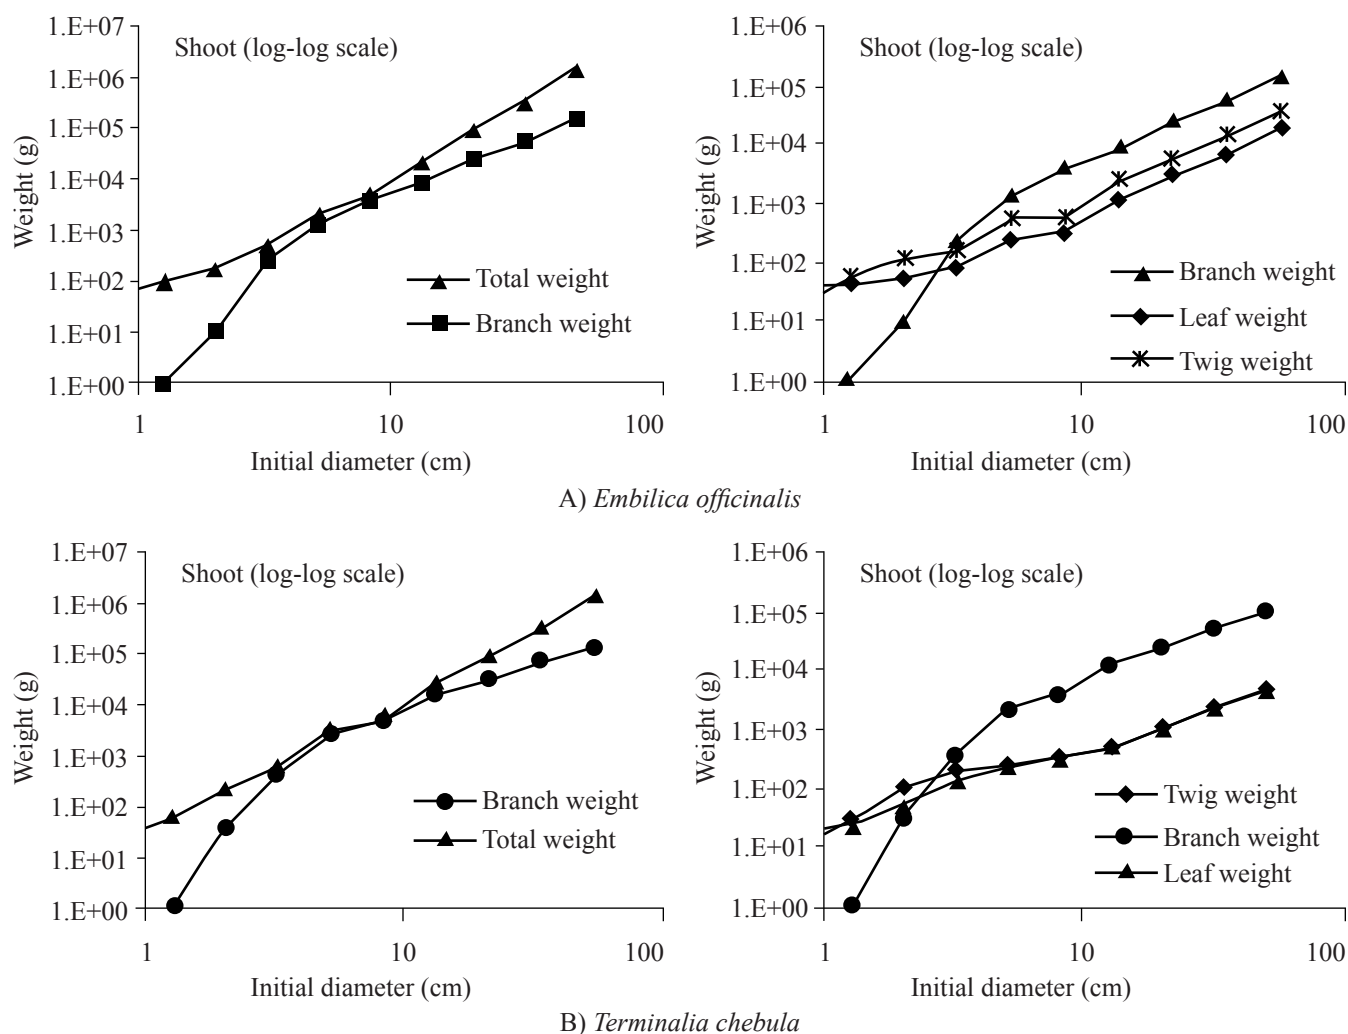 Shoot (log-log scale)
Weight (g)
1.E+07
1.E+06
1.E+05
1.E+04
1.E+03
1.E+02
1.E+01
1.E+00
Total weight
Branch weight
1 10 100
Initial diameter (cm)
Shoot (log-log scale)
Weight (g)
1.E+06
1.E+05
1.E+04
1.E+03
1.E+02
1.E+01
1.E+00
Branch weight
Leaf weight
Twig weight
1 10 100
Initial diameter (cm)
A) Embilica officinalis
Shoot (log-log scale)
Weight (g)
1.E+07
1.E+06
1.E+05
1.E+04
1.E+03
1.E+02
1.E+01
1.E+00
Branch weight
Total weight
1 10 100
Initial diameter (cm)
Shoot (log-log scale)
Weight (g)
1.E+06
1.E+05
1.E+04
1.E+03
1.E+02
1.E+01
1.E+00
Twig weight
Branch weight
Leaf weight
1 10 100
Initial diameter (cm)
B) Terminalia chebula